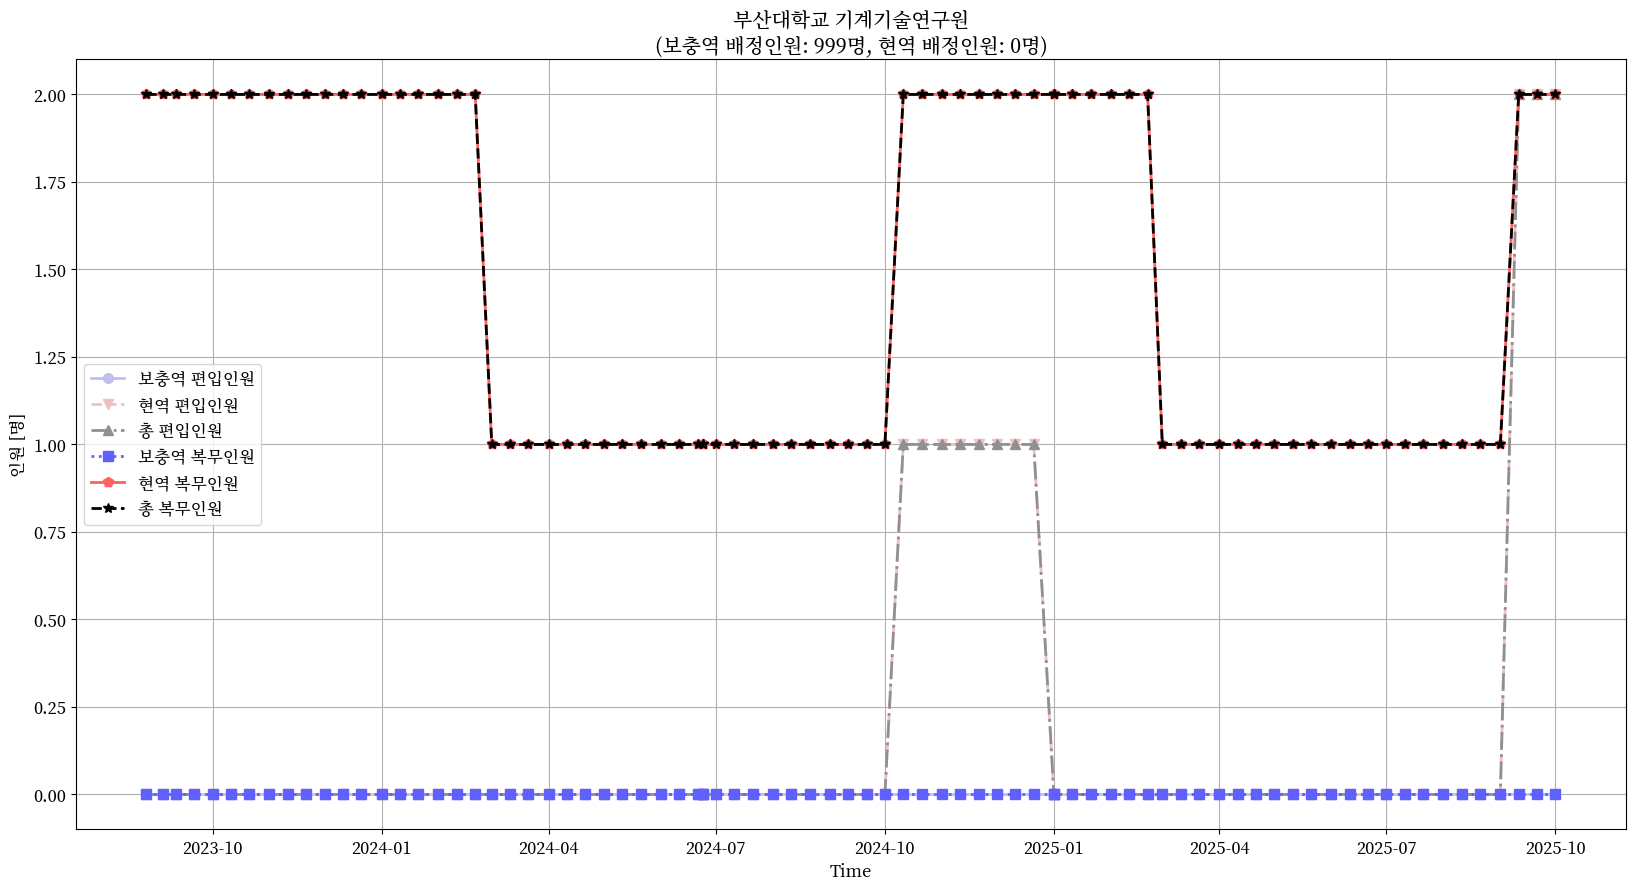 부산대학교 기계기술연구원
(보충역 배정인원: 999명, 현역 배정인원: 0명)
2.00
1.75
1.50
1.25
1.00
0.75
0.50
0.25
0.00
인원 [명]
보충역 편입인원
현역 편입인원
총 편입인원
보충역 복무인원
현역 복무인원
총 복무인원
2023-10
2024-01
2024-04
2024-07
2024-10
2025-01
2025-04
2025-07
2025-10
Time